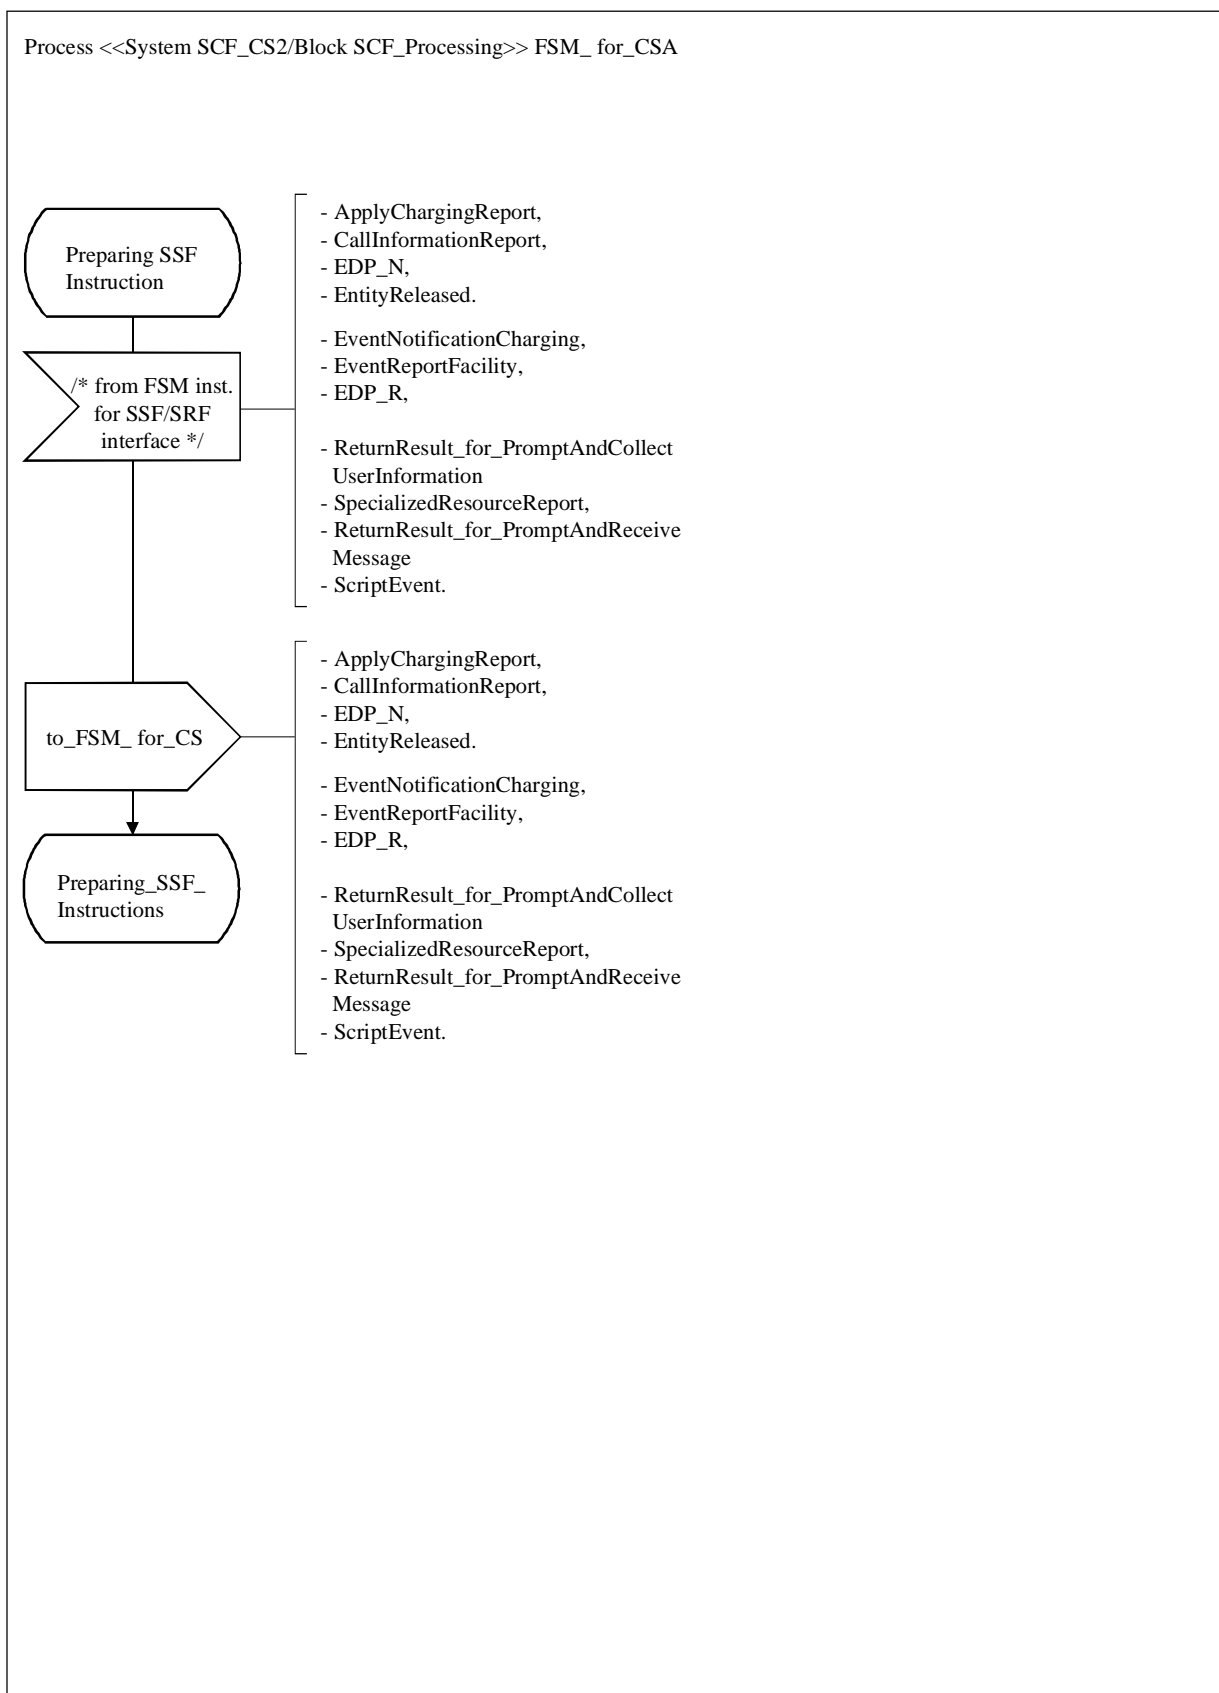 Process <<System SCF_CS2/Block SCF_Processing>> FSM_ for_CSA
Preparing SSF
Instruction
/* from FSM inst.
for SSF/SRF
interface */
- ApplyChargingReport,
- CallInformationReport,
- EDP_N,
- EntityReleased.
- EventNotificationCharging,
- EventReportFacility,
- EDP_R,
- ReturnResult_for_PromptAndCollect
UserInformation
- SpecializedResourceReport,
- ReturnResult_for_PromptAndReceive
Message
- ScriptEvent.
to_FSM_ for_CS
- ApplyChargingReport,
- CallInformationReport,
- EDP_N,
- EntityReleased.
- EventNotificationCharging,
- EventReportFacility,
- EDP_R,
- ReturnResult_for_PromptAndCollect
UserInformation
- SpecializedResourceReport,
- ReturnResult_for_PromptAndReceive
Message
- ScriptEvent.
Preparing_SSF_
Instructions